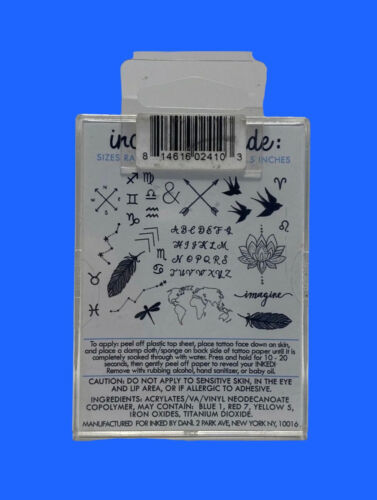 8 14616 02410 3
SIZES
INCHES
N
E
S
W
&
A B C D E F G
H I J K L M
N O P Q R S
T U V W X Y Z
imagine
To apply: peel off plastic top sheet, place tattoo face down on skin,
and place a damp cloth/sponge on back side of tattoo paper until it is
completely soaked through with water. Press and hold for 10 - 20
seconds, then gently peel off paper to reveal your INKED!
Remove with rubbing alcohol, hand sanitizer, or baby oil.
CAUTION: DO NOT APPLY TO SENSITIVE SKIN, IN THE EYE
AND LIP AREA, OR IF ALLERGIC TO ADHESIVE.
INGREDIENTS: ACRYLATES/VA/VINYL NEODECANOATE
COPOLYMER, MAY CONTAIN: BLUE 1, RED 7, YELLOW 5,
IRON OXIDES, TITANIUM DIOXIDE.
MANUFACTURED FOR INKED BY DANI, 2 PARK AVE, NEW YORK NY, 10016